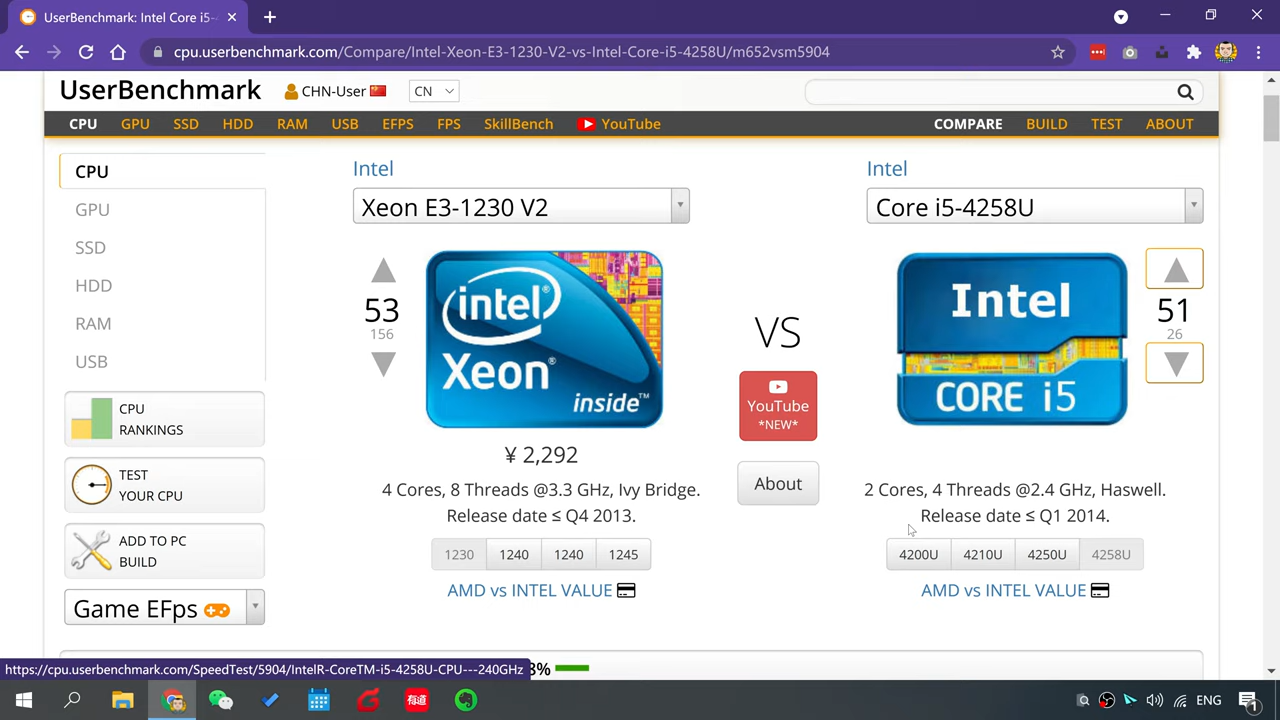 UserBenchmark: Intel Core i5-
cpu.userbenchmark.com/Compare/Intel-Xeon-E3-1230-V2-vs-Intel-Core-i5-4258U/m652vsm5904
UserBenchmark
CHN-User
CN
CPU GPU SSD HDD RAM USB EFPS FPS SkillBench YouTube COMPARE BUILD TEST ABOUT
CPU
GPU
SSD
HDD
RAM
USB
CPU
RANKINGS
TEST
YOUR CPU
ADD TO PC
BUILD
Game EFps
Intel
Xeon E3-1230 V2
53
156
intel®
Xeon®
inside™
¥ 2,292
4 Cores, 8 Threads @3.3 GHz, Ivy Bridge.
Release date ≤ Q4 2013.
1230 1240 1240 1245
AMD vs INTEL VALUE
VS
YouTube
*NEW*
About
Intel
Core i5-4258U
Intel
CORE i5
51
26
2 Cores, 4 Threads @2.4 GHz, Haswell.
Release date ≤ Q1 2014.
4200U 4210U 4250U 4258U
AMD vs INTEL VALUE
https://cpu.userbenchmark.com/SpeedTest/5904/IntelR-CoreTM-i5-4258U-CPU---240GHz
8%
有道
ENG
1